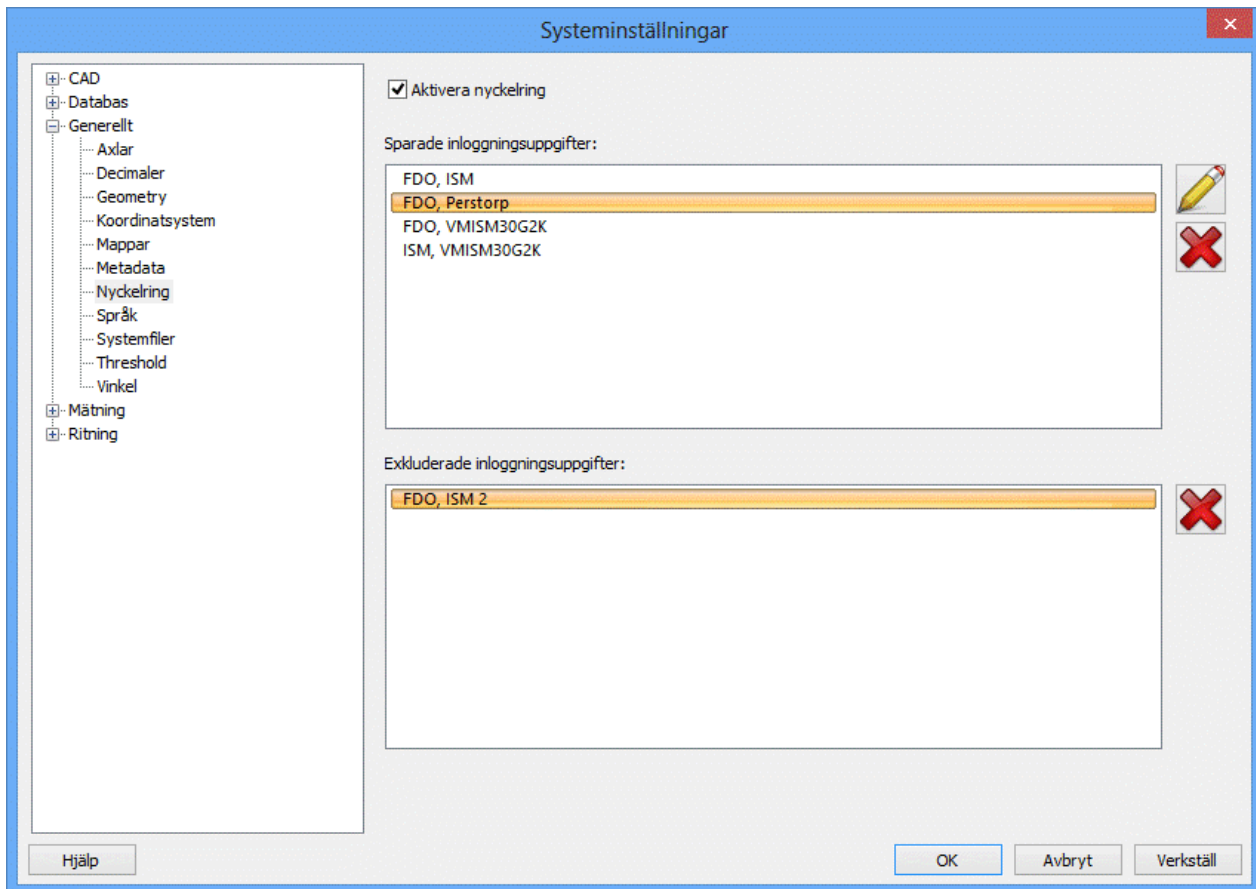 Systeminställningar
CAD
Databas
Generellt
Axlar
Decimaler
Geometry
Koordinatsystem
Mappar
Metadata
Nyckelring
Språk
Systemfiler
Threshold
Vinkel
Mätning
Ritning
Aktivera nyckelring
Sparade inloggningsuppgifter:
FDO, ISM
FDO, Perstorp
FDO, VMISM30G2K
ISM, VMISM30G2K
Exkluderade inloggningsuppgifter:
FDO, ISM 2
Hjälp
OK
Avbryt
Verkställ